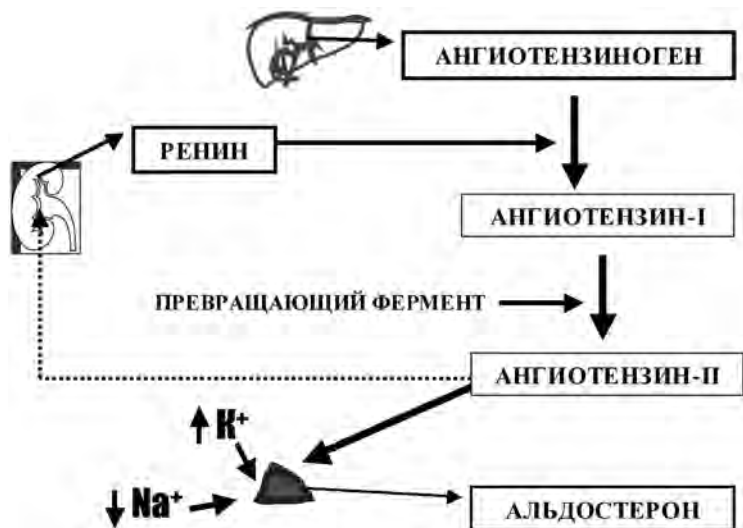 АНГИОТЕНЗИНОГЕН
РЕНИН
АНГИОТЕНЗИН-I
ПРЕВРАЩАЮЩИЙ ФЕРМЕНТ
АНГИОТЕНЗИН-II
К+
Na+
АЛЬДОСТЕРОН